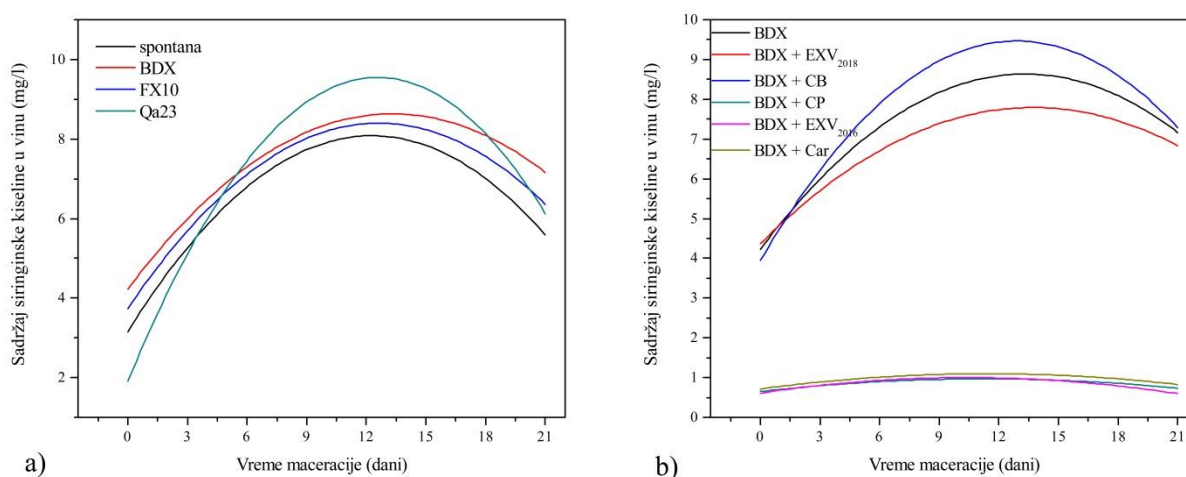 Sadržaj siringinske kiseline u vinu (mg/l)
10
8
6
4
2
spontana
BDX
FX10
Qa23
0 3 6 9 12 15 18 21
Vreme maceracije (dani)
a)
Sadržaj siringinske kiseline u vinu (mg/l)
10
9
8
7
6
5
4
3
2
1
0
BDX
BDX + EXV2018
BDX + CB
BDX + CP
BDX + EXV2016
BDX + Car
0 3 6 9 12 15 18 21
Vreme maceracije (dani)
b)